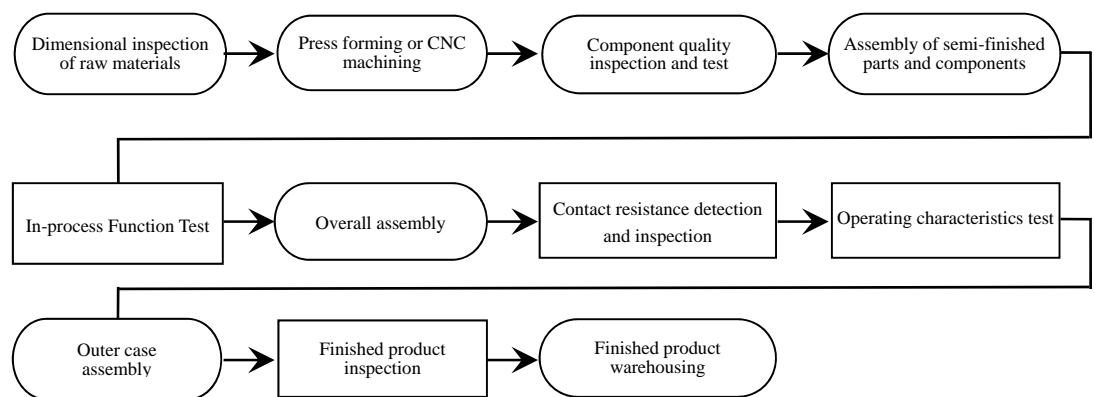 Dimensional inspection
of raw materials
Press forming or CNC
machining
Component quality
inspection and test
Assembly of semi-finished
parts and components
In-process Function Test
Overall assembly
Contact resistance detection
and inspection
Operating characteristics test
Outer case
assembly
Finished product
inspection
Finished product
warehousing